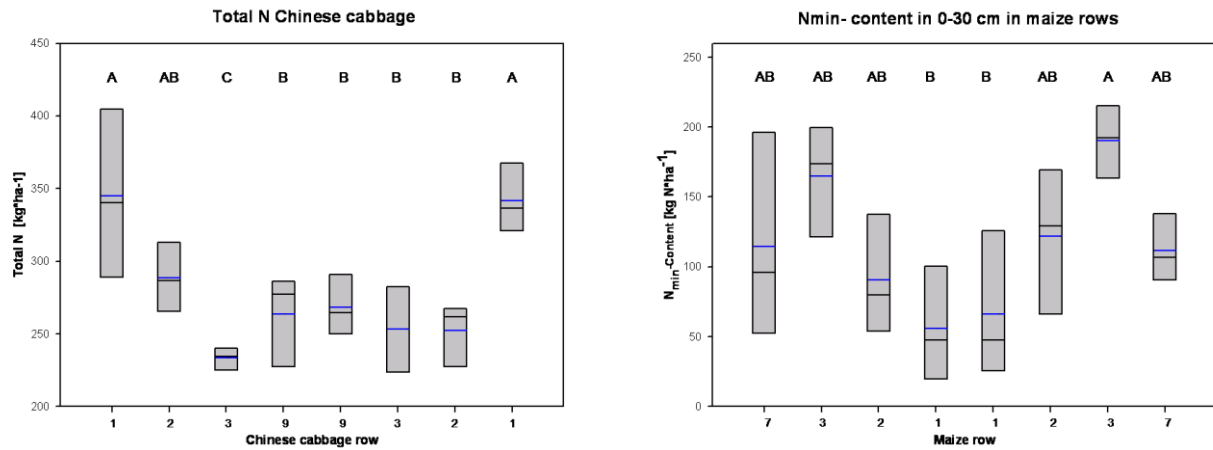 Total N Chinese cabbage
450
400
350
300
250
200
Total N [kg*ha-1]
A AB C B B B B A
1 2 3 9 9 3 2 1
Chinese cabbage row
Nmin- content in 0-30 cm in maize rows
250
200
150
100
50
0
Nmin-Content [kg N*ha-1]
AB AB AB B B AB A AB
7 3 2 1 1 2 3 7
Maize row